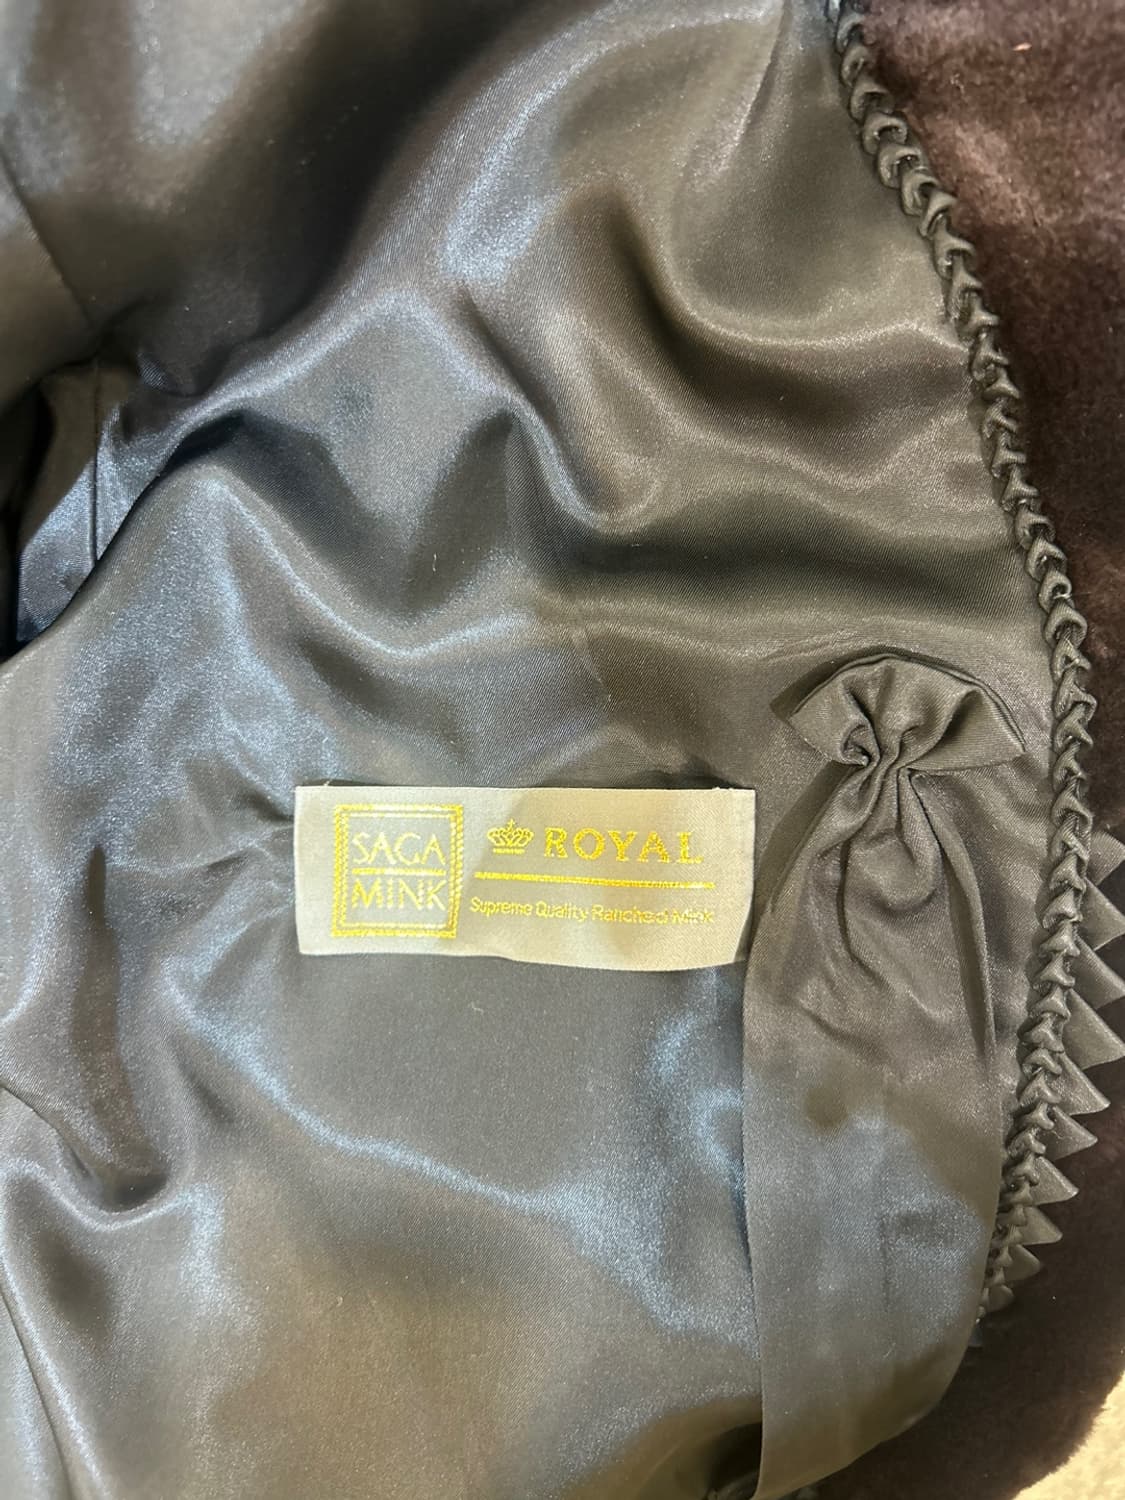 SAGA
MINK
ROYAL
Supreme Quality Ranched Mink